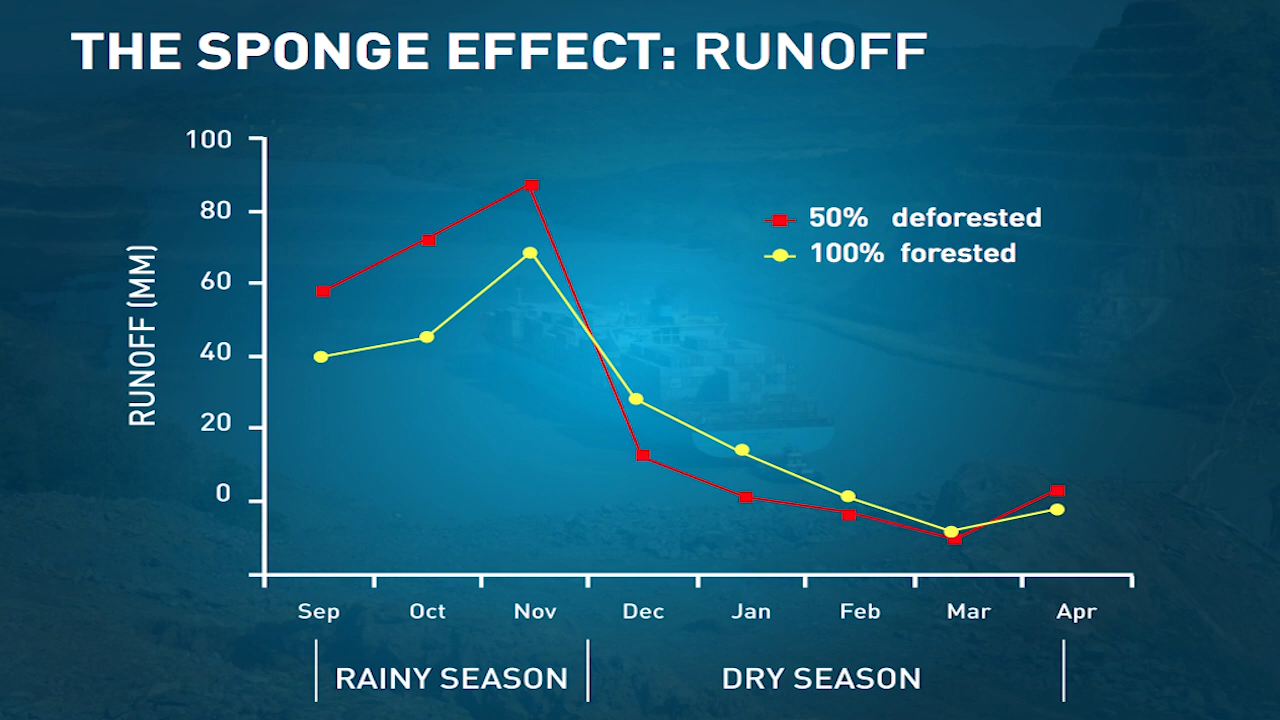 THE SPONGE EFFECT: RUNOFF
100
80
60
40
20
0
RUNOFF (MM)
50% deforested
100% forested
Sep Oct Nov Dec Jan Feb Mar Apr
RAINY SEASON DRY SEASON